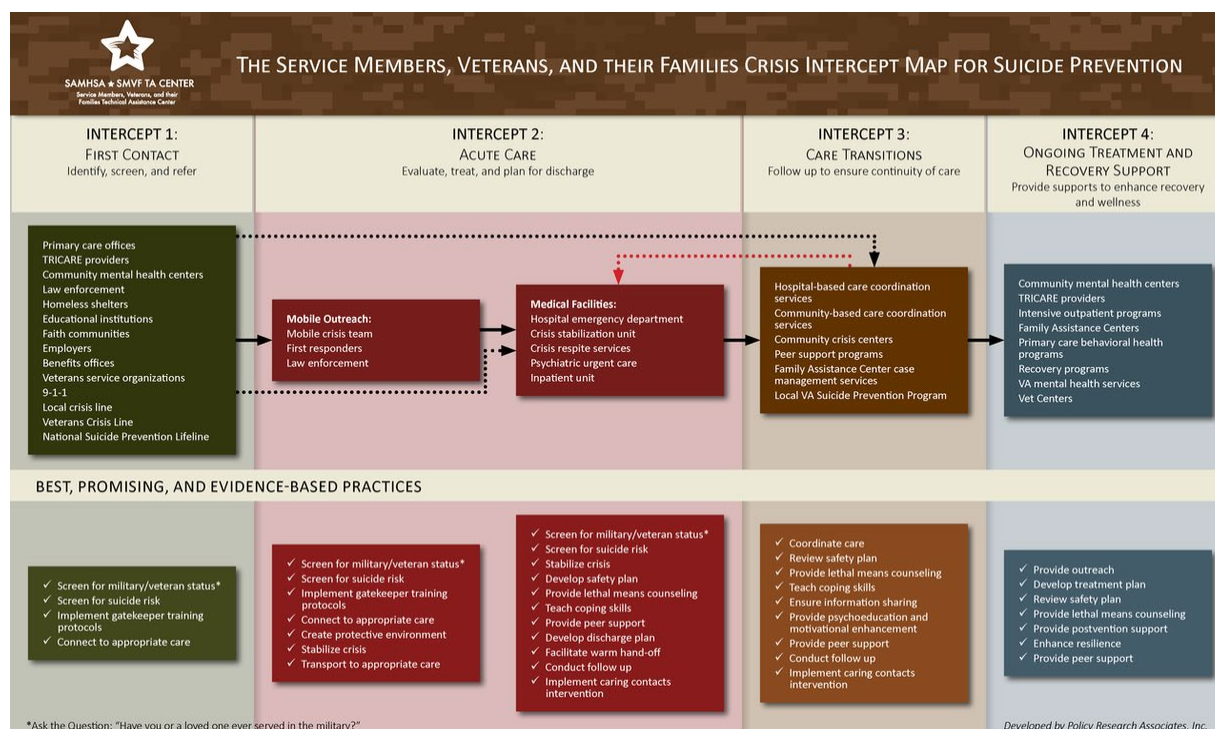 SAMHSA ★ SMVF TA CENTER
Service Members, Veterans, and their
Families Technical Assistance Center
THE SERVICE MEMBERS, VETERANS, AND THEIR FAMILIES CRISIS INTERCEPT MAP FOR SUICIDE PREVENTION
INTERCEPT 1:
FIRST CONTACT
Identify, screen, and refer
INTERCEPT 2:
ACUTE CARE
Evaluate, treat, and plan for discharge
INTERCEPT 3:
CARE TRANSITIONS
Follow up to ensure continuity of care
INTERCEPT 4:
ONGOING TREATMENT AND
RECOVERY SUPPORT
Provide supports to enhance recovery
and wellness
Primary care offices
TRICARE providers
Community mental health centers
Law enforcement
Homeless shelters
Educational institutions
Faith communities
Employers
Benefits offices
Veterans service organizations
9-1-1
Local crisis line
Veterans Crisis Line
National Suicide Prevention Lifeline
Mobile Outreach:
Mobile crisis team
First responders
Law enforcement
Medical Facilities:
Hospital emergency department
Crisis stabilization unit
Crisis respite services
Psychiatric urgent care
Inpatient unit
Hospital-based care coordination
services
Community-based care coordination
services
Community crisis centers
Peer support programs
Family Assistance Center case
management services
Local VA Suicide Prevention Program
Community mental health centers
TRICARE providers
Intensive outpatient programs
Family Assistance Centers
Primary care behavioral health
programs
Recovery programs
VA mental health services
Vet Centers
BEST, PROMISING, AND EVIDENCE-BASED PRACTICES
✓ Screen for military/veteran status*
✓ Screen for suicide risk
✓ Implement gatekeeper training
protocols
✓ Connect to appropriate care
✓ Screen for military/veteran status*
✓ Screen for suicide risk
✓ Implement gatekeeper training
protocols
✓ Connect to appropriate care
✓ Create protective environment
✓ Stabilize crisis
✓ Transport to appropriate care
✓ Screen for military/veteran status*
✓ Screen for suicide risk
✓ Stabilize crisis
✓ Develop safety plan
✓ Provide lethal means counseling
✓ Teach coping skills
✓ Provide peer support
✓ Develop discharge plan
✓ Facilitate warm hand-off
✓ Conduct follow up
✓ Implement caring contacts
intervention
✓ Coordinate care
✓ Review safety plan
✓ Provide lethal means counseling
✓ Teach coping skills
✓ Ensure information sharing
✓ Provide psychoeducation and
motivational enhancement
✓ Provide peer support
✓ Conduct follow up
✓ Implement caring contacts
intervention
✓ Provide outreach
✓ Develop treatment plan
✓ Review safety plan
✓ Provide lethal means counseling
✓ Provide postvention support
✓ Enhance resilience
✓ Provide peer support
*Ask the Question: "Have you or a loved one ever served in the military?"
Developed by Policy Research Associates, Inc.